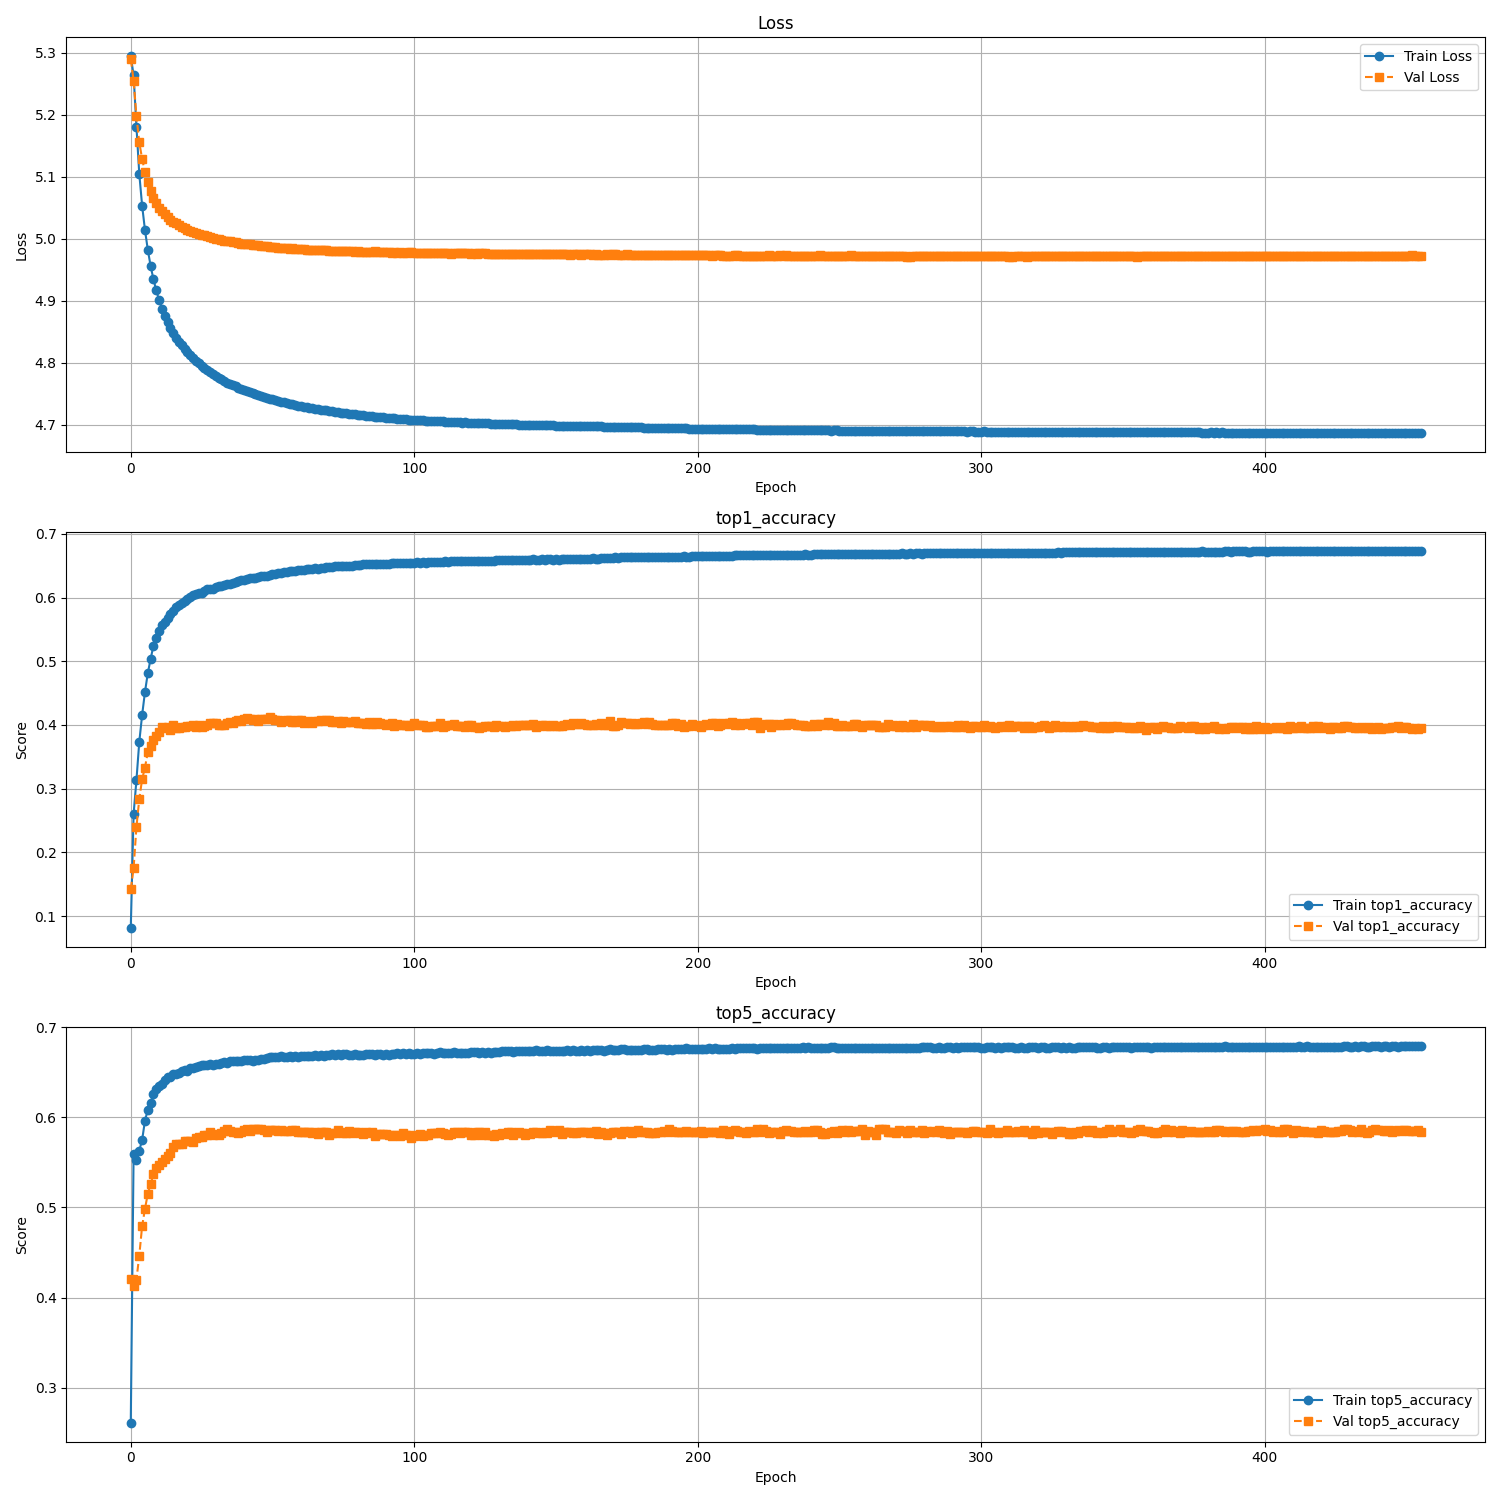 Loss
5.3
5.2
5.1
5.0
4.9
4.8
4.7
Loss
Train Loss
Val Loss
0 100 200 300 400
Epoch
top1_accuracy
0.7
0.6
0.5
0.4
0.3
0.2
0.1
Score
Train top1_accuracy
Val top1_accuracy
0 100 200 300 400
Epoch
top5_accuracy
0.7
0.6
0.5
0.4
0.3
Score
Train top5_accuracy
Val top5_accuracy
0 100 200 300 400
Epoch